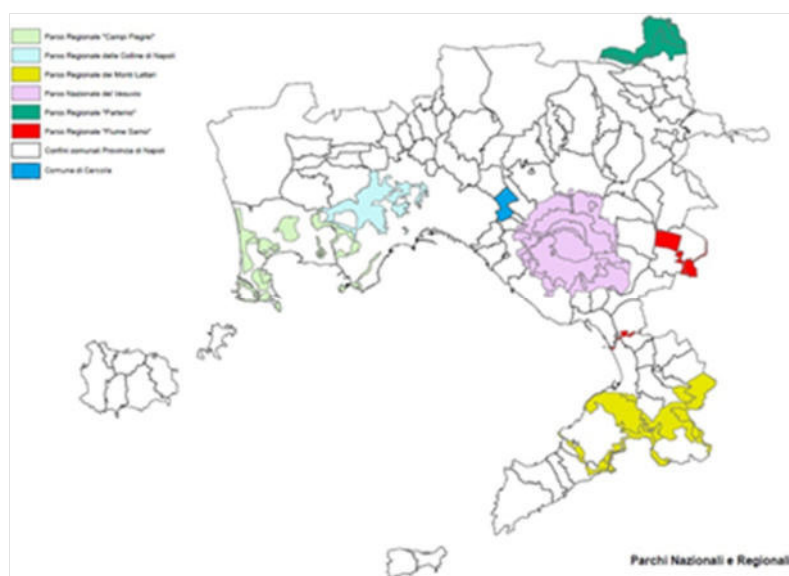 Parco Regionale "Campi Flegrei"
Parco Regionale delle Colline di Napoli
Parco Regionale dei Monti Lattari
Parco Nazionale del Vesuvio
Parco Regionale "Partenio"
Parco Regionale "Fiume Sarno"
Confini comunali Provincia di Napoli
Comune di Cercola
Parchi Nazionali e Regionali